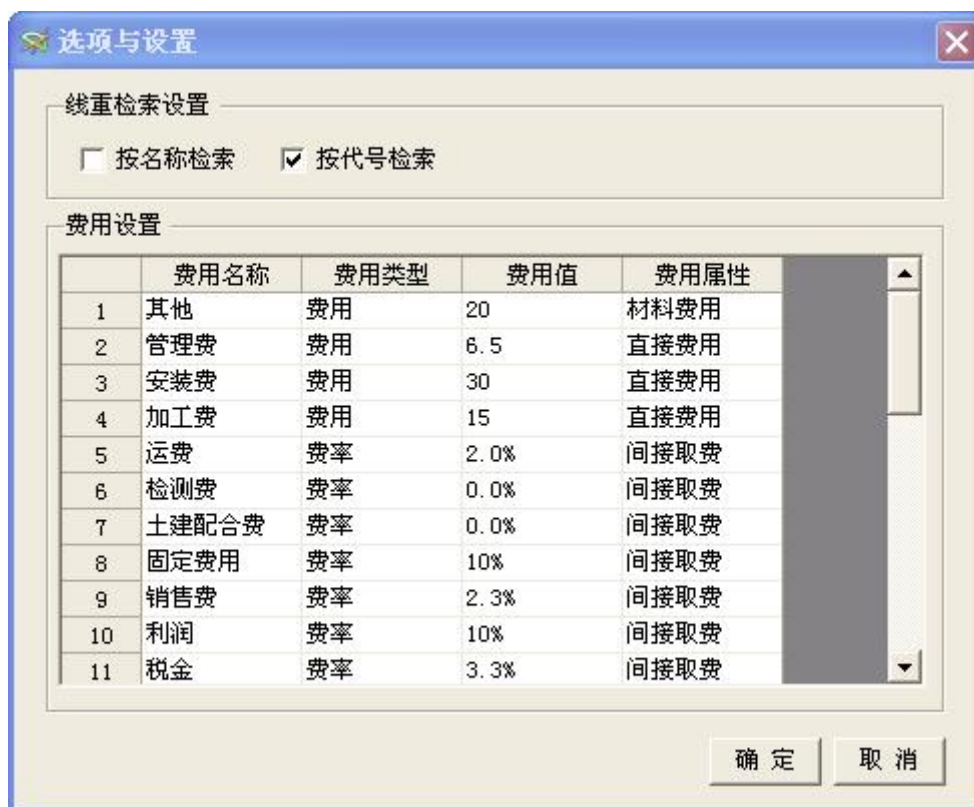 选项与设置
线重检索设置
按名称检索 按代号检索
费用设置
费用名称 费用类型 费用值 费用属性
1 其他 费用 20 材料费用
2 管理费 费用 6.5 直接费用
3 安装费 费用 30 直接费用
4 加工费 费用 15 直接费用
5 运费 费率 2.0% 间接取费
6 检测费 费率 0.0% 间接取费
7 土建配合费 费率 0.0% 间接取费
8 固定费用 费率 10% 间接取费
9 销售费 费率 2.3% 间接取费
10 利润 费率 10% 间接取费
11 税金 费率 3.3% 间接取费
确定 取消